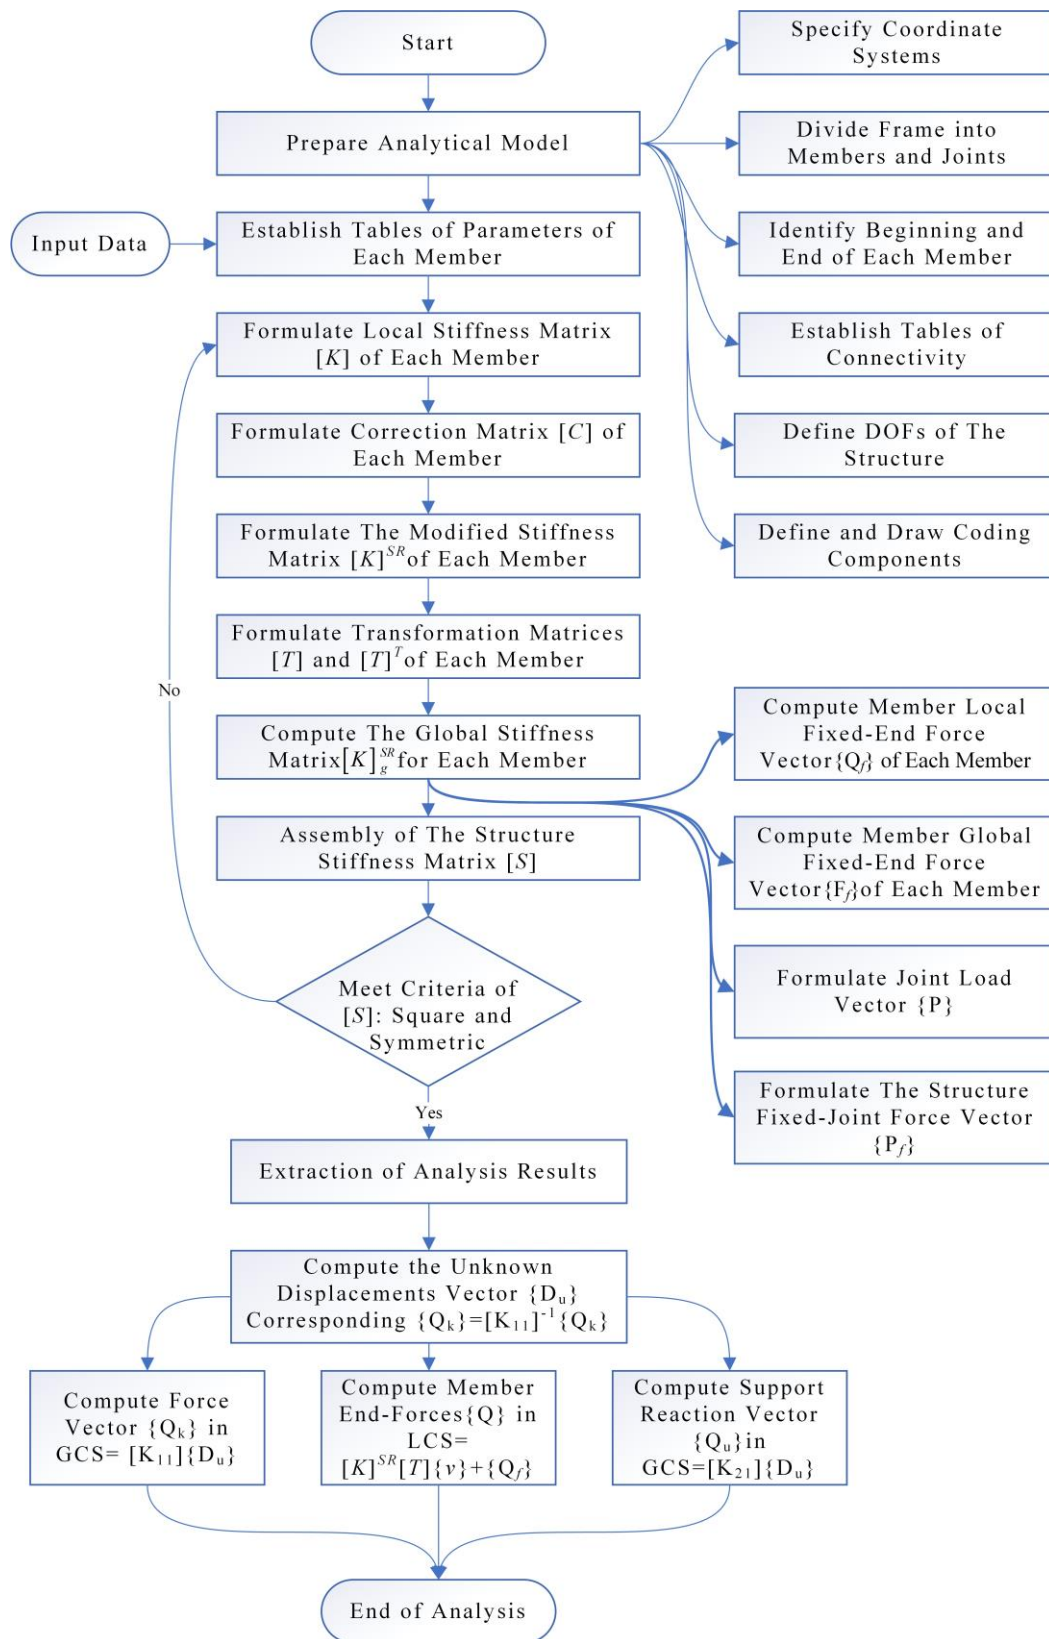 Start
Prepare Analytical Model
Specify Coordinate
Systems
Divide Frame into
Members and Joints
Identify Beginning and
End of Each Member
Establish Tables of
Connectivity
Define DOFs of The
Structure
Define and Draw Coding
Components
Input Data
Establish Tables of Parameters of
Each Member
Formulate Local Stiffness Matrix
[K] of Each Member
Formulate Correction Matrix [C] of
Each Member
Formulate The Modified Stiffness
Matrix [K]^SR of Each Member
Formulate Transformation Matrices
[T] and [T]^T of Each Member
No
Compute The Global Stiffness
Matrix[K]_g^SR for Each Member
Compute Member Local
Fixed-End Force
Vector{Q_f} of Each Member
Compute Member Global
Fixed-End Force
Vector{F_f}of Each Member
Formulate Joint Load
Vector {P}
Formulate The Structure
Fixed-Joint Force Vector
{P_f}
Assembly of The Structure
Stiffness Matrix [S]
Meet Criteria of
[S]: Square and
Symmetric
Yes
Extraction of Analysis Results
Compute the Unknown
Displacements Vector {D_u}
Corresponding {Q_k}=[K_11]^-1{Q_k}
Compute Force
Vector {Q_k} in
GCS= [K_11]{D_u}
Compute Member
End-Forces{Q} in
LCS=
[K]^SR[T]{v}+{Q_f}
Compute Support
Reaction Vector
{Q_u}in
GCS=[K_21]{D_u}
End of Analysis